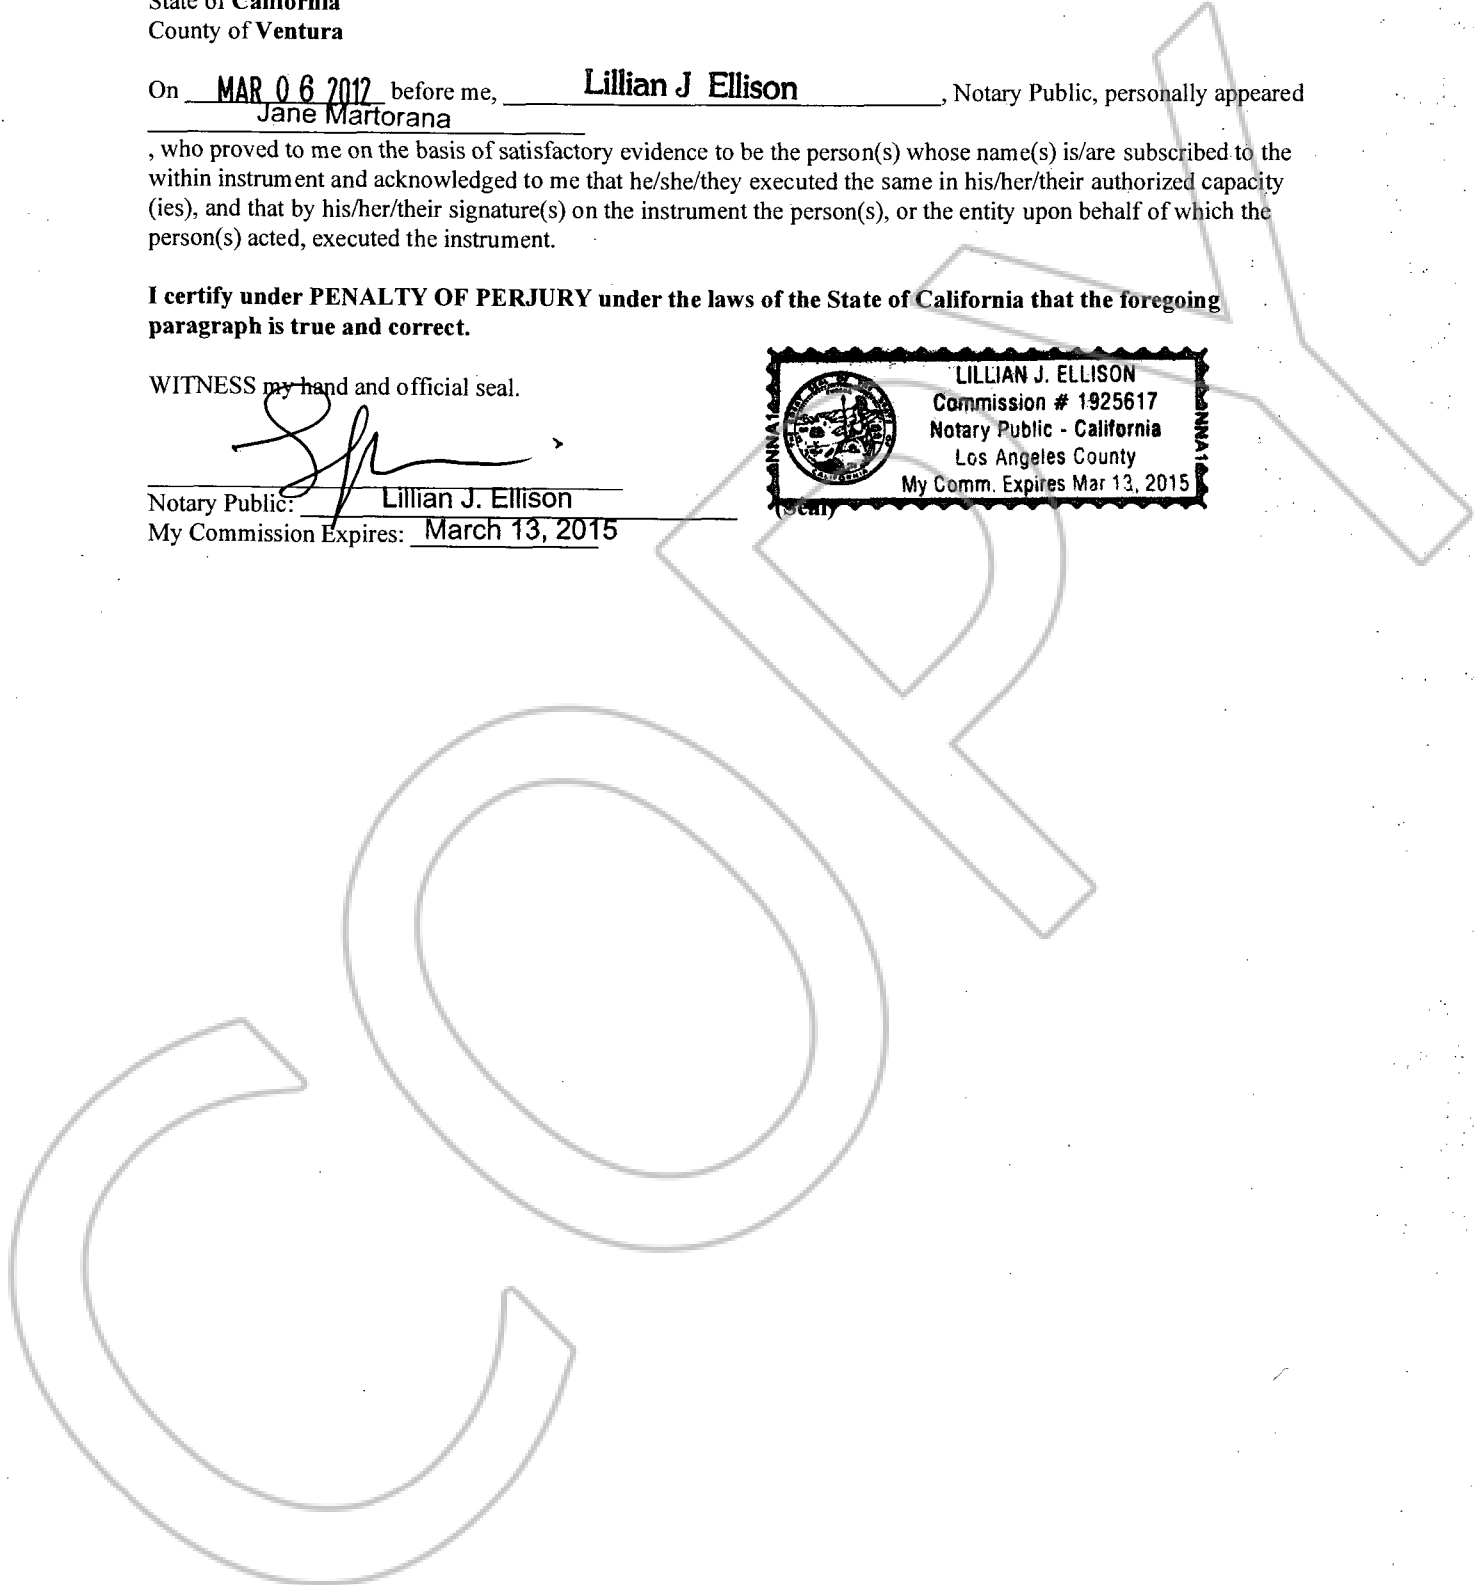 State of California
County of Ventura
On MAR 06 2012 before me, Lillian J Ellison, Notary Public, personally appeared
Jane Martorana
, who proved to me on the basis of satisfactory evidence to be the person(s) whose name(s) is/are subscribed to the
within instrument and acknowledged to me that he/she/they executed the same in his/her/their authorized capacity
(ies), and that by his/her/their signature(s) on the instrument the person(s), or the entity upon behalf of which the
person(s) acted, executed the instrument.
I certify under PENALTY OF PERJURY under the laws of the State of California that the foregoing
paragraph is true and correct.
WITNESS my hand and official seal.
LILLIAN J. ELLISON
Commission # 1925617
Notary Public - California
Los Angeles County
My Comm. Expires Mar 13, 2015
NNA1
NNA1
(Seal)
Notary Public: Lillian J. Ellison
My Commission Expires: March 13, 2015
COPY